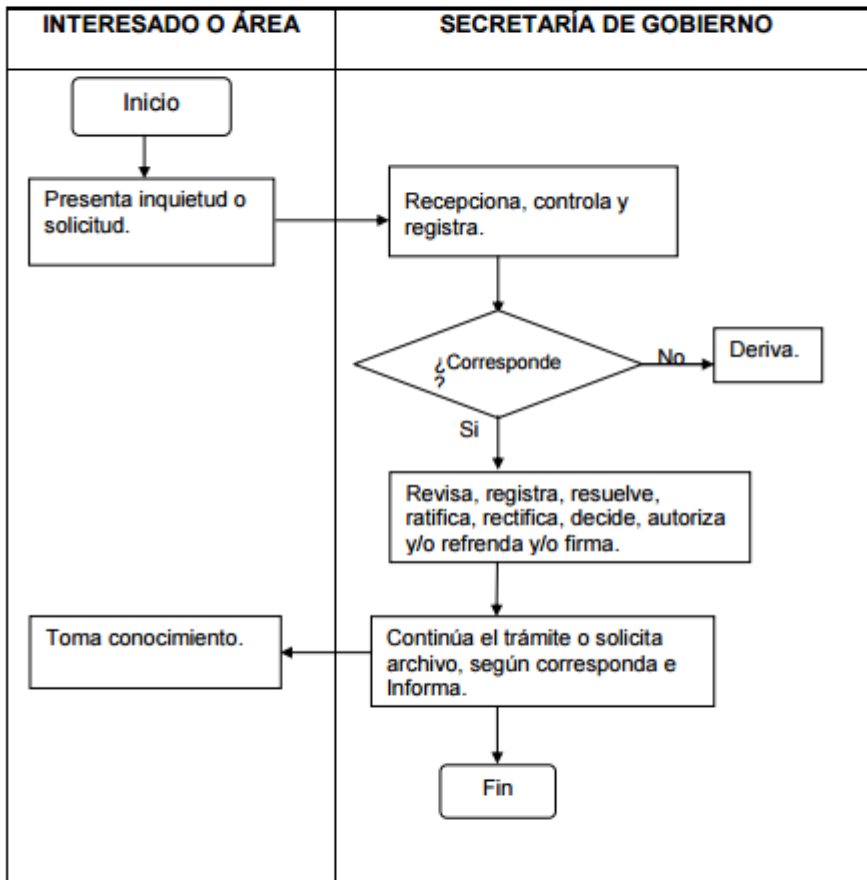 INTERESADO O ÁREA
SECRETARÍA DE GOBIERNO
Inicio
Presenta inquietud o
solicitud.
Recepciona, controla y
registra.
¿Corresponde
?
No
Deriva.
Si
Revisa, registra, resuelve,
ratifica, rectifica, decide, autoriza
y/o refrenda y/o firma.
Toma conocimiento.
Continúa el trámite o solicita
archivo, según corresponda e
Informa.
Fin